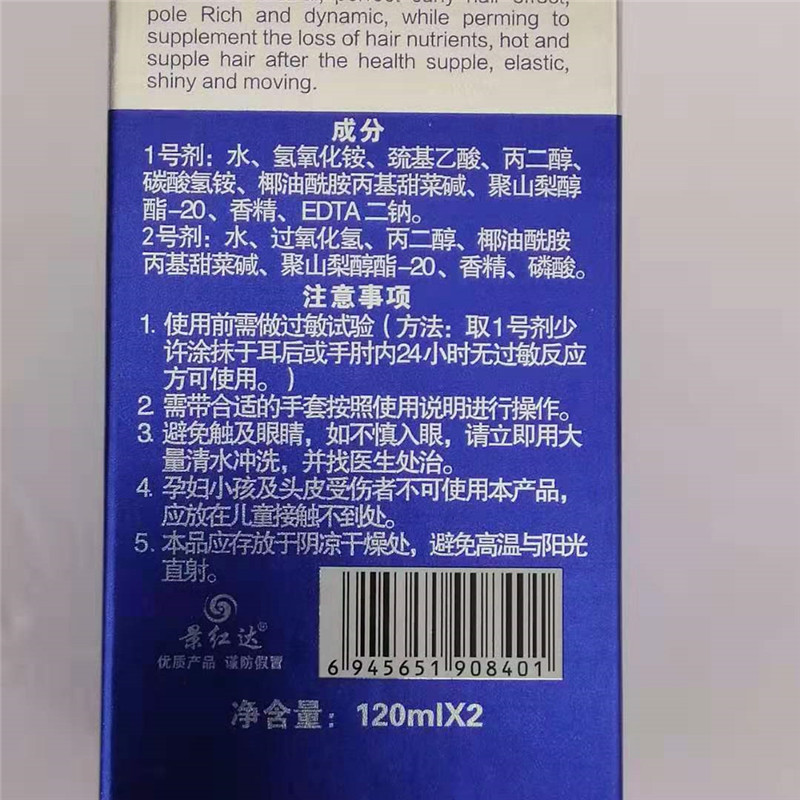 pole Rich and dynamic, while perming to
supplement the loss of hair nutrients, hot and
supple hair after the health supple, elastic,
shiny and moving.
成分
1号剂：水、氢氧化铵、巯基乙酸、丙二醇、
碳酸氢铵、椰油酰胺丙基甜菜碱、聚山梨醇
酯-20、香精、EDTA 二钠。
2号剂：水、过氧化氢、丙二醇、椰油酰胺
丙基甜菜碱、聚山梨醇酯-20、香精、磷酸。
注意事项
1. 使用前需做过敏试验（方法：取1号剂少
许涂抹于耳后或手肘内24小时无过敏反应
方可使用。）
2. 需带合适的手套按照使用说明进行操作。
3. 避免触及眼睛，如不慎入眼，请立即用大
量清水冲洗，并找医生处治。
4. 孕妇小孩及头皮受伤者不可使用本产品，
应放在儿童接触不到处。
5. 本品应存放于阴凉干燥处，避免高温与阳光
直射。
景红达®
优质产品 谨防假冒
6 945651 908401
净含量：120mlX2